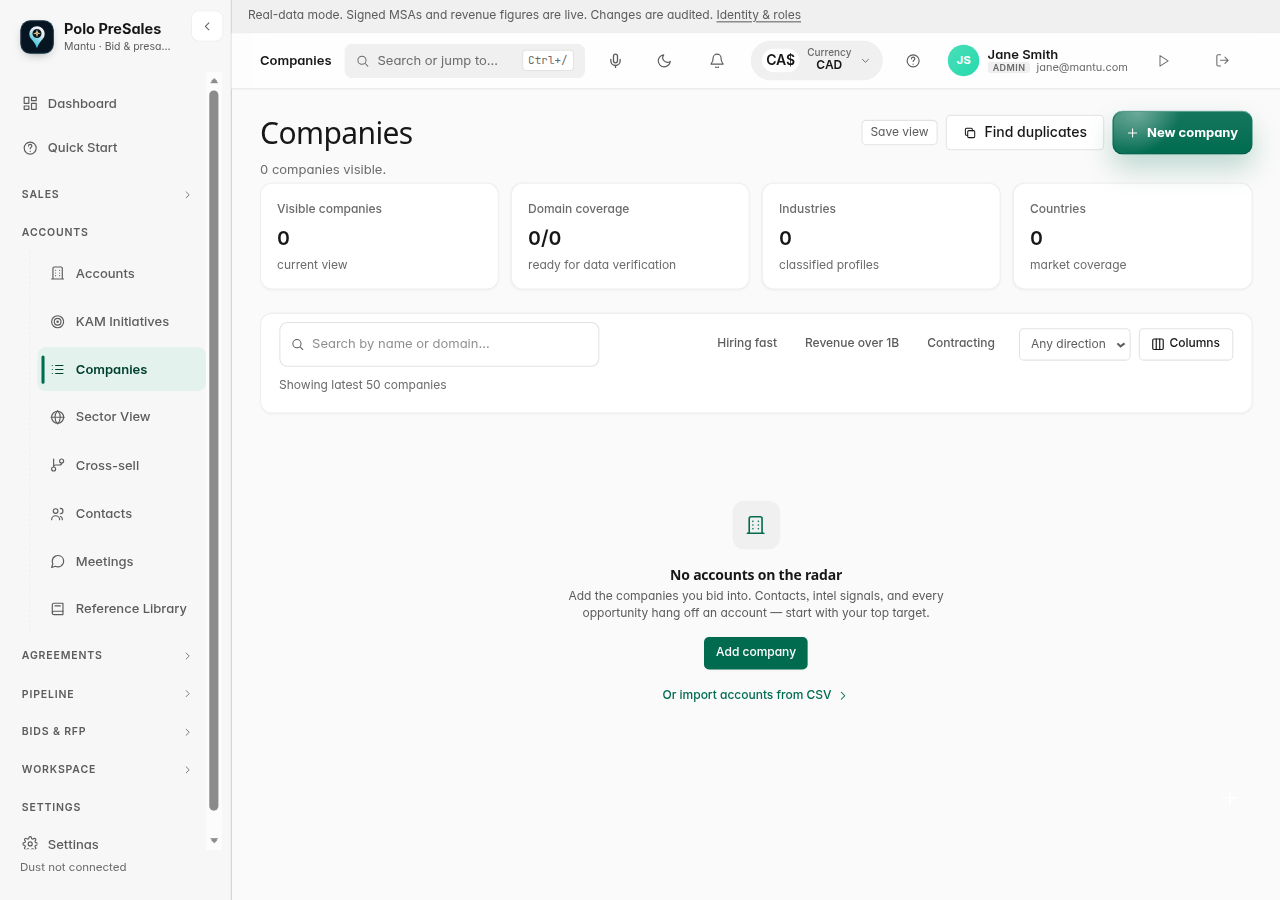 Polo PreSales
Mantu · Bid & presa...
Dashboard
Quick Start
SALES
ACCOUNTS
Accounts
KAM Initiatives
Companies
Sector View
Cross-sell
Contacts
Meetings
Reference Library
AGREEMENTS
PIPELINE
BIDS & RFP
WORKSPACE
SETTINGS
Settings
Dust not connected
Real-data mode. Signed MSAs and revenue figures are live. Changes are audited. Identity & roles
Companies
Search or jump to...
Ctrl+/
CA$
Currency
CAD
JS
Jane Smith
ADMIN jane@mantu.com
Companies
0 companies visible.
Save view
Find duplicates
New company
Visible companies
0
current view
Domain coverage
0/0
ready for data verification
Industries
0
classified profiles
Countries
0
market coverage
Search by name or domain...
Hiring fast
Revenue over 1B
Contracting
Any direction
Columns
Showing latest 50 companies
No accounts on the radar
Add the companies you bid into. Contacts, intel signals, and every
opportunity hang off an account — start with your top target.
Add company
Or import accounts from CSV